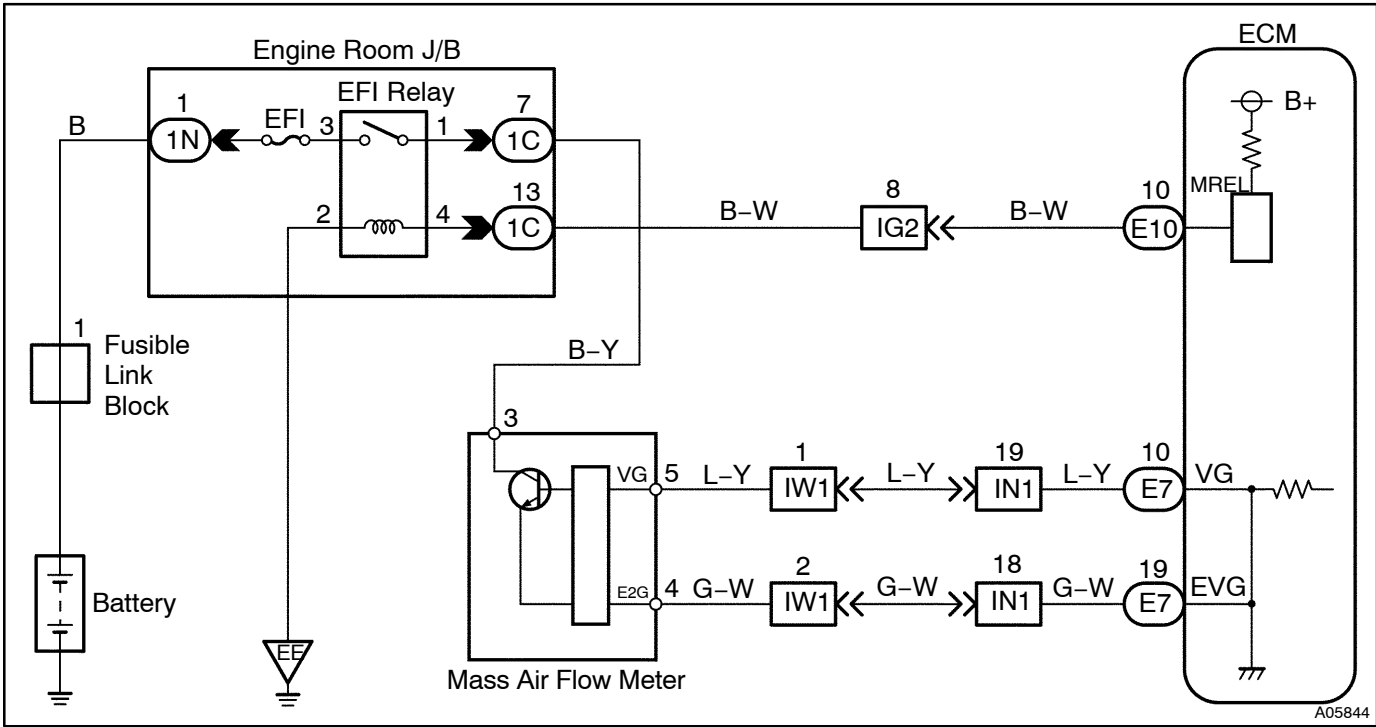 ECM
Engine Room J/B
EFI Relay
B+
1
7
B
EFI
3
1
1N
1C
13
8
10
MREL
2
4
B–W
B–W
1C
IG2
E10
1
Fusible
Link
Block
B–Y
3
1
19
10
VG
5
L–Y
L–Y
L–Y
VG
IW1
IN1
E7
2
18
19
Battery
E2G
4
G–W
G–W
G–W
EVG
IW1
IN1
E7
EE
Mass Air Flow Meter
A05844